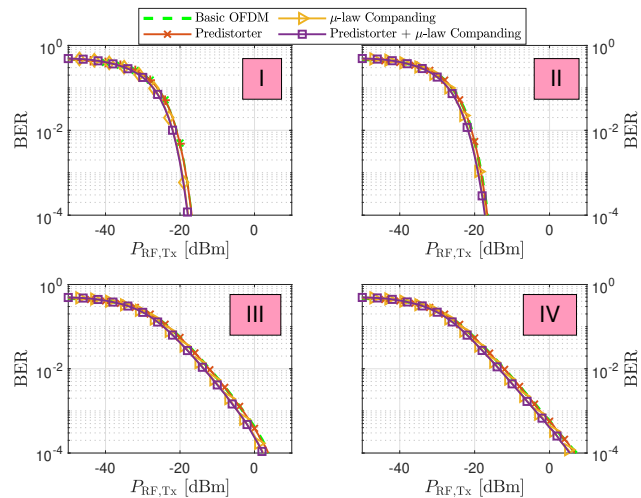 Basic OFDM
μ-law Companding
Predistorter
Predistorter + μ-law Companding
10^0
10^-2
10^-4
BER
I
-40 -20 0
P_RF,Tx [dBm]
II
10^0
10^-2
10^-4
BER
-40 -20 0
P_RF,Tx [dBm]
10^0
10^-2
10^-4
BER
III
-40 -20 0
P_RF,Tx [dBm]
IV
10^0
10^-2
10^-4
BER
-40 -20 0
P_RF,Tx [dBm]